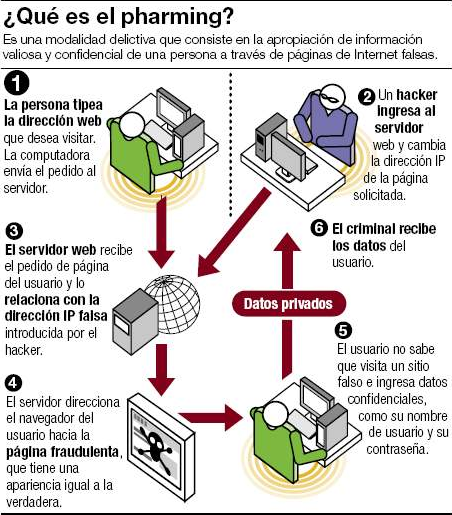 ¿Qué es el pharming?
Es una modalidad delictiva que consiste en la apropiación de información
valiosa y confidencial de una persona a través de páginas de Internet falsas.
1
La persona tipea
la dirección web
que desea visitar.
La computadora
envía el pedido al
servidor.
2 Un hacker
ingresa al
servidor
web y cambia
la dirección IP
de la página
solicitada.
3
El servidor web recibe
el pedido de página
del usuario y lo
relaciona con la
dirección IP falsa
introducida por el
hacker.
4
El servidor direcciona
el navegador del
usuario hacia la
página fraudulenta,
que tiene una
apariencia igual a la
verdadera.
5
El usuario no sabe
que visita un sitio
falso e ingresa datos
confidenciales,
como su nombre
de usuario y su
contraseña.
6 El criminal recibe
los datos del
usuario.
Datos privados